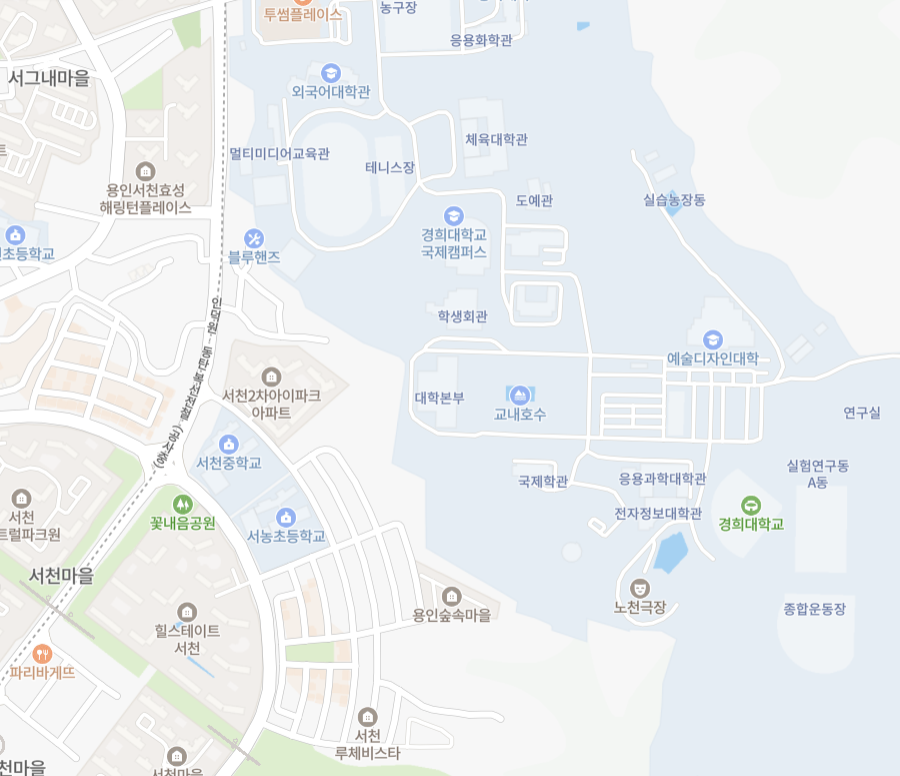 투썸플레이스
농구장
응용화학관
서그내마을
외국어대학관
체육대학관
멀티미디어교육관
테니스장
용인서천효성
해링턴플레이스
도예관
실습농장동
경희대학교
국제캠퍼스
초등학교
블루핸즈
학생회관
인덕원-동탄 복선전철 (공사중)
예술디자인대학
서천2차아이파크
아파트
대학본부
교내호수
연구실
서천중학교
실험연구동
A동
국제학관
응용과학대학관
서천
트럴파크원
꽃내음공원
전자정보대학관
경희대학교
서농초등학교
서천마을
노천극장
용인숲속마을
종합운동장
힐스테이트
서천
파리바게뜨
서천
루체비스타
천마을
서천마을